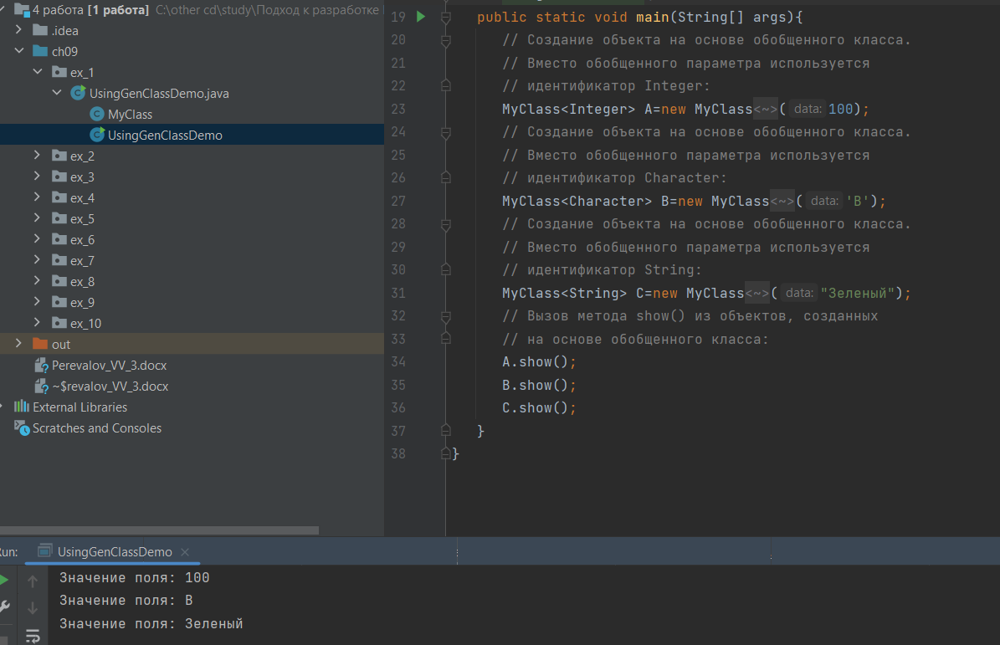 4 работа [1 работа] C:\other cd\study\Подход к разработке
.idea
ch09
ex_1
UsingGenClassDemo.java
MyClass
UsingGenClassDemo
ex_2
ex_3
ex_4
ex_5
ex_6
ex_7
ex_8
ex_9
ex_10
out
Perevalov_VV_3.docx
~$revalov_VV_3.docx
External Libraries
Scratches and Consoles
19 public static void main(String[] args){
20 // Создание объекта на основе обобщенного класса.
21 // Вместо обобщенного параметра используется
22 // идентификатор Integer:
23 MyClass<Integer> A=new MyClass<~>( data: 100);
24 // Создание объекта на основе обобщенного класса.
25 // Вместо обобщенного параметра используется
26 // идентификатор Character:
27 MyClass<Character> B=new MyClass<~>( data: 'B');
28 // Создание объекта на основе обобщенного класса.
29 // Вместо обобщенного параметра используется
30 // идентификатор String:
31 MyClass<String> C=new MyClass<~>( data: "Зеленый");
32 // Вызов метода show() из объектов, созданных
33 // на основе обобщенного класса:
34 A.show();
35 B.show();
36 C.show();
37 }
38 }
un: UsingGenClassDemo
Значение поля: 100
Значение поля: B
Значение поля: Зеленый